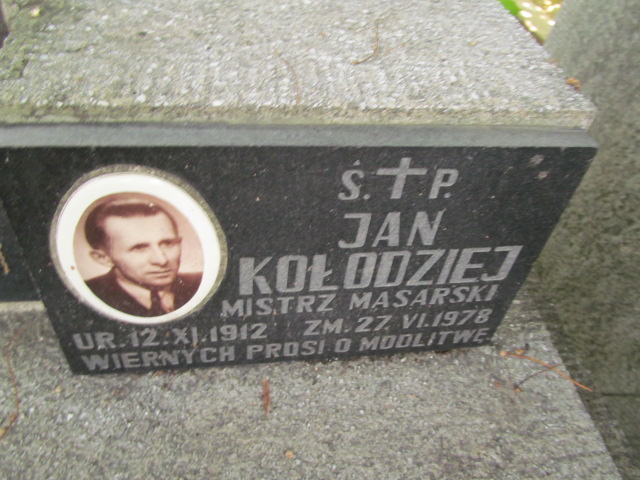 Ś.✝P.
JAN
KOŁODZIEJ
MISTRZ MASARSKI
UR. 12.XI.1912 ZM. 27.VI.1978
WIERNYCH PROSI O MODLITWĘ